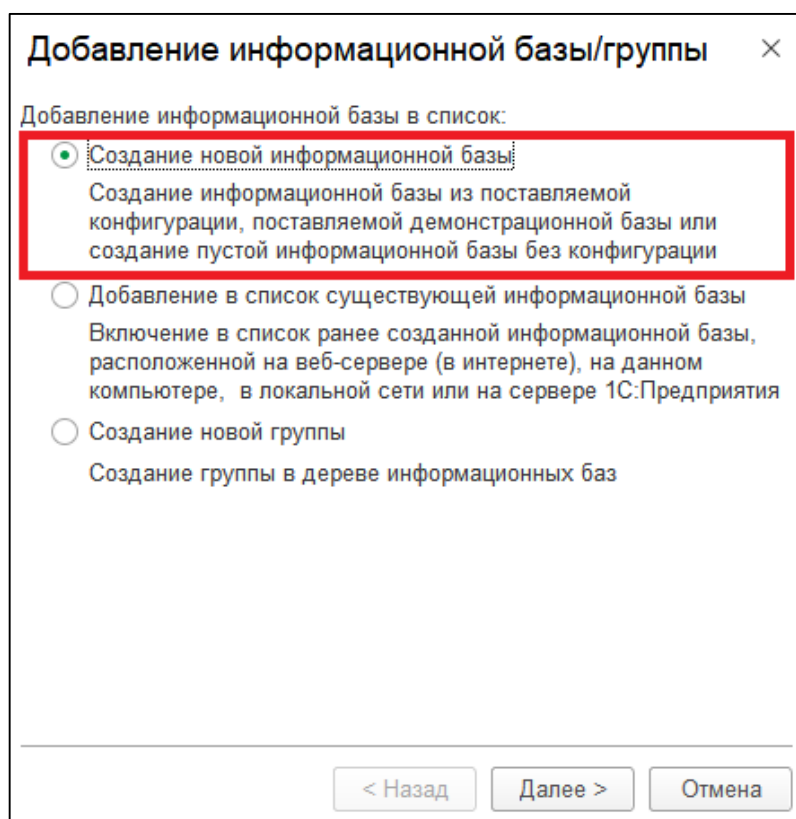 Добавление информационной базы/группы
Добавление информационной базы в список:
Создание новой информационной базы
Создание информационной базы из поставляемой
конфигурации, поставляемой демонстрационной базы или
создание пустой информационной базы без конфигурации
Добавление в список существующей информационной базы
Включение в список ранее созданной информационной базы,
расположенной на веб-сервере (в интернете), на данном
компьютере, в локальной сети или на сервере 1С:Предприятия
Создание новой группы
Создание группы в дереве информационных баз
< Назад
Далее >
Отмена